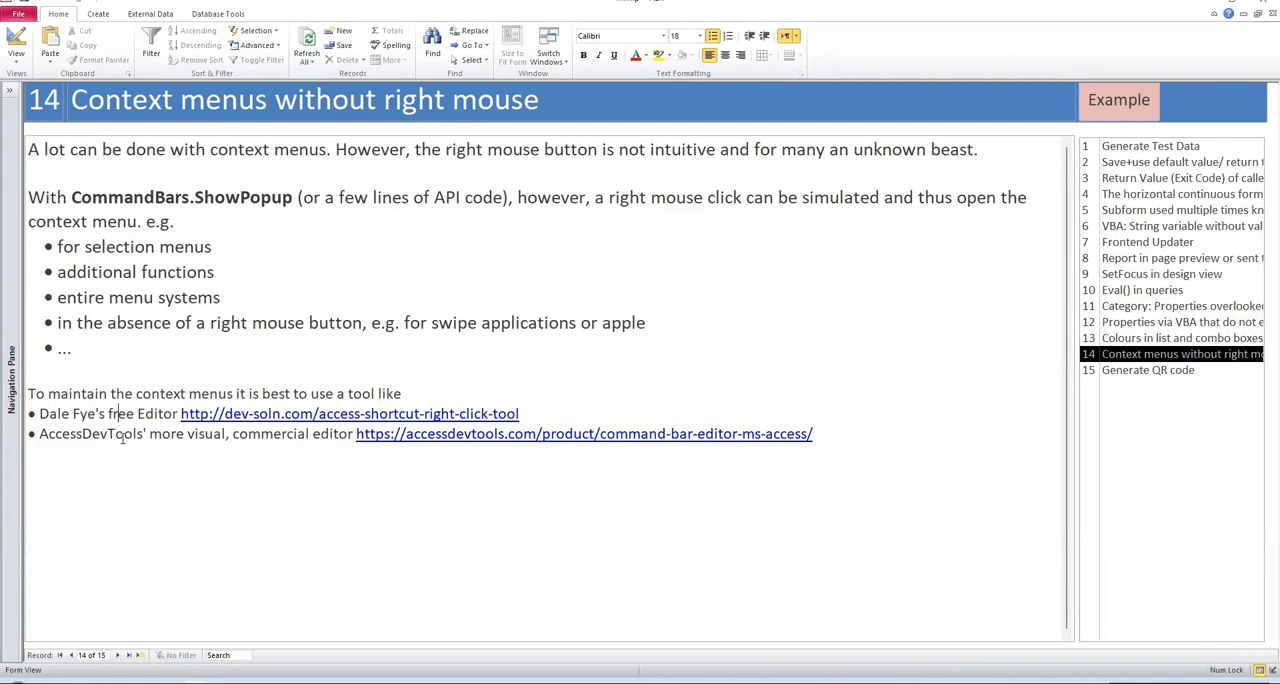 File Home Create External Data Database Tools
View
Views
Paste
Cut
Copy
Format Painter
Clipboard
Filter
Ascending
Descending
Remove Sort
Selection
Advanced
Toggle Filter
Sort & Filter
Refresh
All
New
Save
Delete
Totals
Spelling
More
Records
Find
Replace
Go To
Select
Find
Size to
Fit Form
Switch
Windows
Window
Calibri 18
B I U A
Text Formatting
14 Context menus without right mouse
Example
A lot can be done with context menus. However, the right mouse button is not intuitive and for many an unknown beast.
With CommandBars.ShowPopup (or a few lines of API code), however, a right mouse click can be simulated and thus open the
context menu. e.g.
• for selection menus
• additional functions
• entire menu systems
• in the absence of a right mouse button, e.g. for swipe applications or apple
• ...
To maintain the context menus it is best to use a tool like
• Dale Fye's free Editor http://dev-soln.com/access-shortcut-right-click-tool
• AccessDevTools' more visual, commercial editor https://accessdevtools.com/product/command-bar-editor-ms-access/
1 Generate Test Data
2 Save+use default value/ return t
3 Return Value (Exit Code) of calle
4 The horizontal continuous form
5 Subform used multiple times kn
6 VBA: String variable without val
7 Frontend Updater
8 Report in page preview or sent t
9 SetFocus in design view
10 Eval() in queries
11 Category: Properties overlooked
12 Properties via VBA that do not e
13 Colours in list and combo boxes
14 Context menus without right mo
15 Generate QR code
Navigation Pane
Record: 14 of 15 No Filter Search
Form View
Num Lock